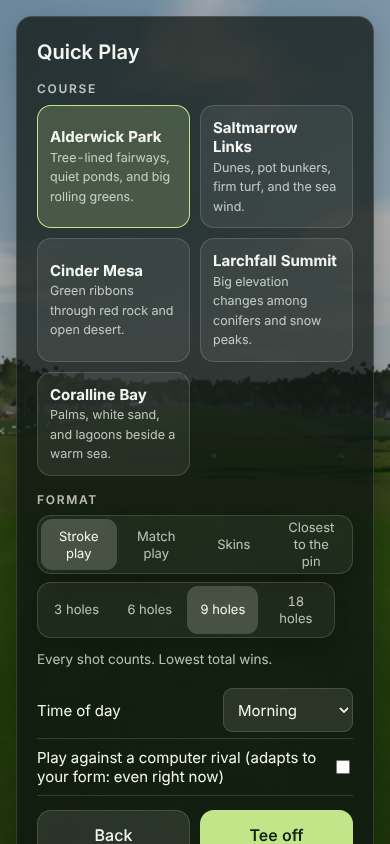 Quick Play
COURSE
Alderwick Park
Tree-lined fairways,
quiet ponds, and big
rolling greens.
Saltmarrow
Links
Dunes, pot bunkers,
firm turf, and the sea
wind.
Cinder Mesa
Green ribbons
through red rock and
open desert.
Larchfall Summit
Big elevation
changes among
conifers and snow
peaks.
Coralline Bay
Palms, white sand,
and lagoons beside a
warm sea.
FORMAT
Stroke
play
Match
play
Skins
Closest
to the
pin
3 holes
6 holes
9 holes
18
holes
Every shot counts. Lowest total wins.
Time of day
Morning
Play against a computer rival (adapts to
your form: even right now)
Back
Tee off